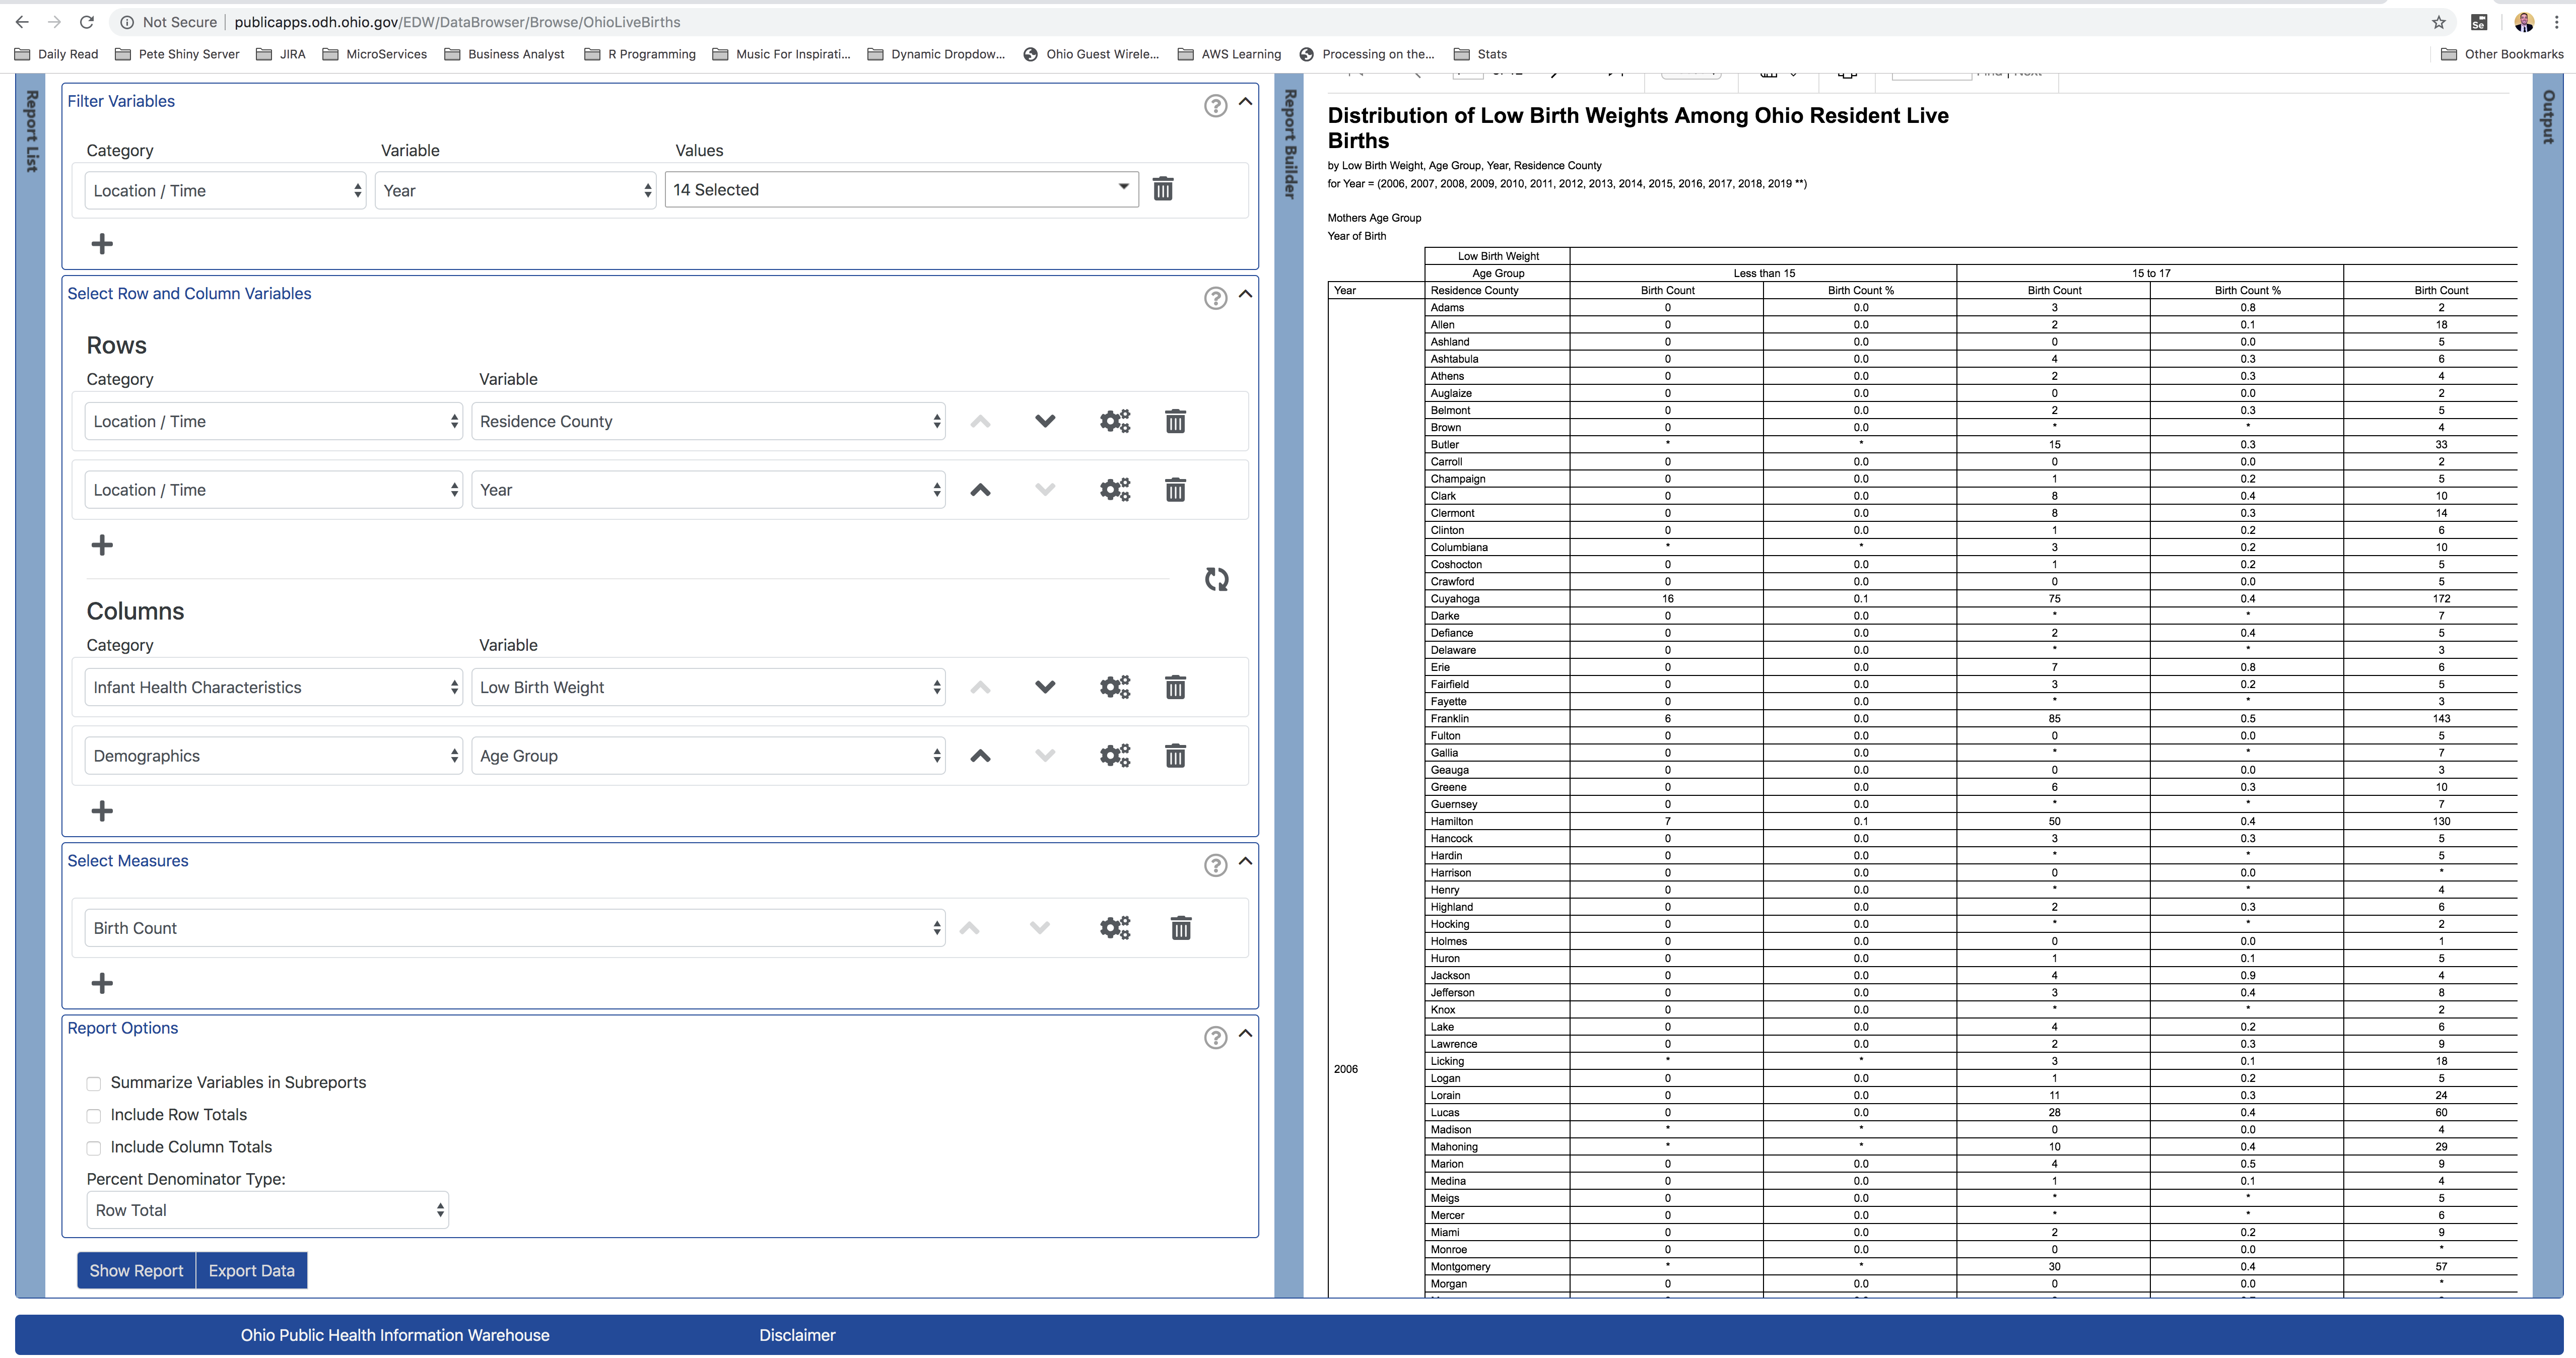 Not Secure | publicapps.odh.ohio.gov/EDW/DataBrowser/Browse/OhioLiveBirths
Daily Read Pete Shiny Server JIRA MicroServices Business Analyst R Programming Music For Inspirati... Dynamic Dropdow... Ohio Guest Wirele... AWS Learning Processing on the... Stats Other Bookmarks
Report List
Filter Variables
Category Variable Values
Location / Time Year 14 Selected
Select Row and Column Variables
Rows
Category Variable
Location / Time Residence County
Location / Time Year
Columns
Category Variable
Infant Health Characteristics Low Birth Weight
Demographics Age Group
Select Measures
Birth Count
Report Options
Summarize Variables in Subreports
Include Row Totals
Include Column Totals
Percent Denominator Type:
Row Total
Show Report Export Data
Report Builder
Distribution of Low Birth Weights Among Ohio Resident Live
Births
by Low Birth Weight, Age Group, Year, Residence County
for Year = (2006, 2007, 2008, 2009, 2010, 2011, 2012, 2013, 2014, 2015, 2016, 2017, 2018, 2019 **)
Mothers Age Group
Year of Birth
Low Birth Weight
Age Group Less than 15 15 to 17
Year Residence County Birth Count Birth Count % Birth Count Birth Count % Birth Count
Adams 0 0.0 3 0.8 2
Allen 0 0.0 2 0.1 18
Ashland 0 0.0 0 0.0 5
Ashtabula 0 0.0 4 0.3 6
Athens 0 0.0 2 0.3 4
Auglaize 0 0.0 0 0.0 2
Belmont 0 0.0 2 0.3 5
Brown 0 0.0 * * 4
Butler * * 15 0.3 33
Carroll 0 0.0 0 0.0 2
Champaign 0 0.0 1 0.2 5
Clark 0 0.0 8 0.4 10
Clermont 0 0.0 8 0.3 14
Clinton 0 0.0 1 0.2 6
Columbiana * * 3 0.2 10
Coshocton 0 0.0 1 0.2 5
Crawford 0 0.0 0 0.0 5
Cuyahoga 16 0.1 75 0.4 172
Darke 0 0.0 * * 7
Defiance 0 0.0 2 0.4 5
Delaware 0 0.0 * * 3
Erie 0 0.0 7 0.8 6
Fairfield 0 0.0 3 0.2 5
Fayette 0 0.0 * * 3
Franklin 6 0.0 85 0.5 143
Fulton 0 0.0 0 0.0 5
Gallia 0 0.0 * * 7
Geauga 0 0.0 0 0.0 3
Greene 0 0.0 6 0.3 10
Guernsey 0 0.0 * * 7
Hamilton 7 0.1 50 0.4 130
Hancock 0 0.0 3 0.3 5
Hardin 0 0.0 * * 5
Harrison 0 0.0 0 0.0 *
Henry 0 0.0 * * 4
Highland 0 0.0 2 0.3 6
Hocking 0 0.0 * * 2
Holmes 0 0.0 0 0.0 1
Huron 0 0.0 1 0.1 5
Jackson 0 0.0 4 0.9 4
Jefferson 0 0.0 3 0.4 8
Knox 0 0.0 * * 2
Lake 0 0.0 4 0.2 6
Lawrence 0 0.0 2 0.3 9
Licking * * 3 0.1 18
2006
Logan 0 0.0 1 0.2 5
Lorain 0 0.0 11 0.3 24
Lucas 0 0.0 28 0.4 60
Madison * * 0 0.0 4
Mahoning * * 10 0.4 29
Marion 0 0.0 4 0.5 9
Medina 0 0.0 1 0.1 4
Meigs 0 0.0 * * 5
Mercer 0 0.0 * * 6
Miami 0 0.0 2 0.2 9
Monroe 0 0.0 0 0.0 *
Montgomery * * 30 0.4 57
Morgan 0 0.0 0 0.0 *
Output
Ohio Public Health Information Warehouse Disclaimer